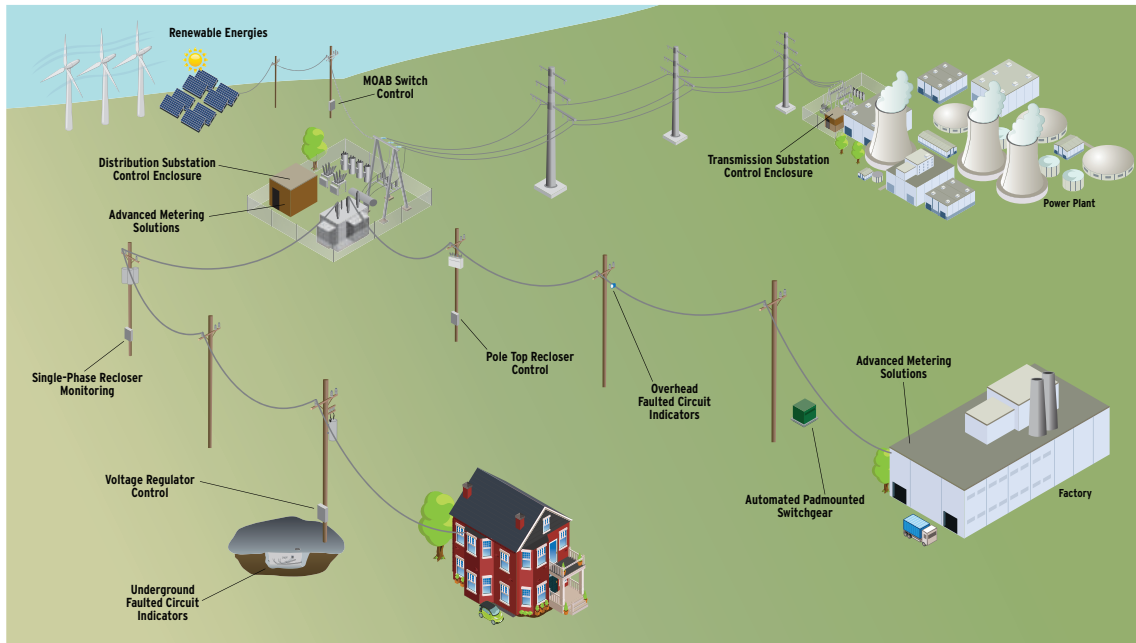 Renewable Energies
MOAB Switch
Control
Distribution Substation
Control Enclosure
Transmission Substation
Control Enclosure
Power Plant
Advanced Metering
Solutions
Single-Phase Recloser
Monitoring
Pole Top Recloser
Control
Overhead
Faulted Circuit
Indicators
Advanced Metering
Solutions
Voltage Regulator
Control
Automated Padmounted
Switchgear
Factory
Underground
Faulted Circuit
Indicators